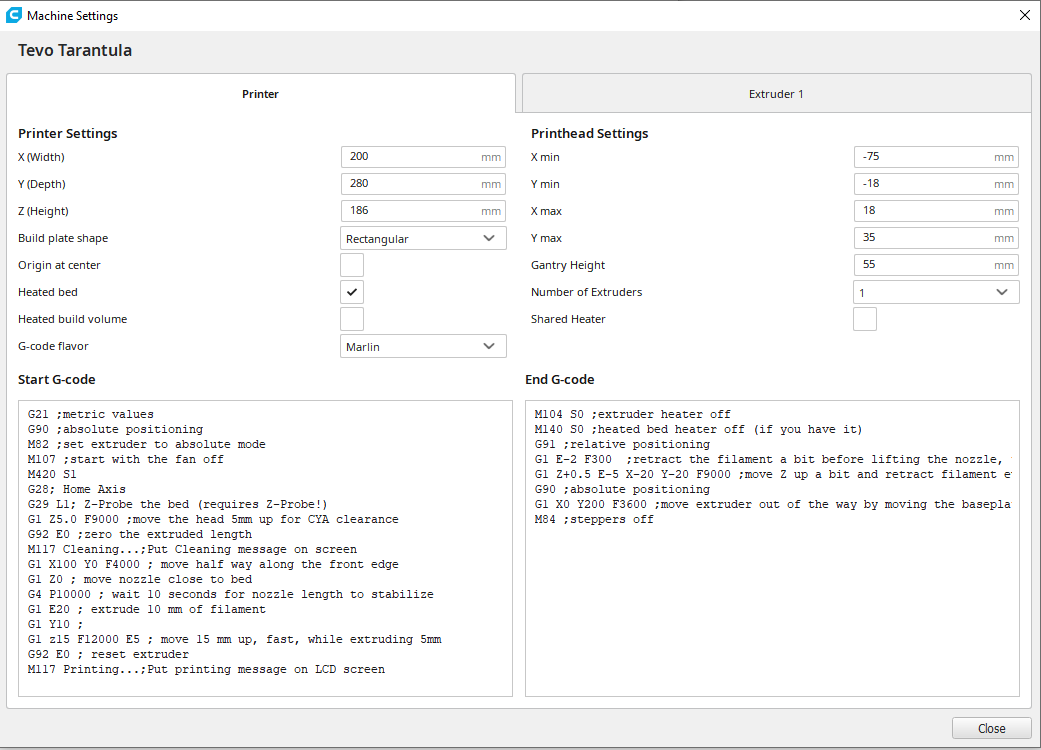 Machine Settings
Tevo Tarantula
Printer
Extruder 1
Printer Settings
X (Width)
200 mm
Y (Depth)
280 mm
Z (Height)
186 mm
Build plate shape
Rectangular
Origin at center
Heated bed
Heated build volume
G-code flavor
Marlin
Printhead Settings
X min
-75 mm
Y min
-18 mm
X max
18 mm
Y max
35 mm
Gantry Height
55 mm
Number of Extruders
1
Shared Heater
Start G-code
G21 ;metric values
G90 ;absolute positioning
M82 ;set extruder to absolute mode
M107 ;start with the fan off
M420 S1
G28; Home Axis
G29 L1; Z-Probe the bed (requires Z-Probe!)
G1 Z5.0 F9000 ;move the head 5mm up for CYA clearance
G92 E0 ;zero the extruded length
M117 Cleaning...;Put Cleaning message on screen
G1 X100 Y0 F4000 ; move half way along the front edge
G1 Z0 ; move nozzle close to bed
G4 P10000 ; wait 10 seconds for nozzle length to stabilize
G1 E20 ; extrude 10 mm of filament
G1 Y10 ;
G1 z15 F12000 E5 ; move 15 mm up, fast, while extruding 5mm
G92 E0 ; reset extruder
M117 Printing...;Put printing message on LCD screen
End G-code
M104 S0 ;extruder heater off
M140 S0 ;heated bed heater off (if you have it)
G91 ;relative positioning
G1 E-2 F300  ;retract the filament a bit before lifting the nozzle,
G1 Z+0.5 E-5 X-20 Y-20 F9000 ;move Z up a bit and retract filament e
G90 ;absolute positioning
G1 X0 Y200 F3600 ;move extruder out of the way by moving the basepla
M84 ;steppers off
Close